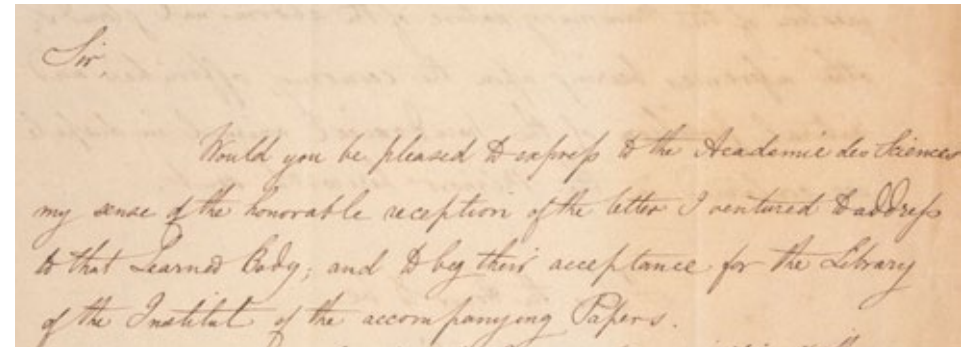 Sir,
Would you be pleased to express to the Academie des Sciences
my sense of the honorable reception of the letter I ventured to address
to that Learned Body; and to beg their acceptance for the Library
of the Institut of the accompanying Papers.